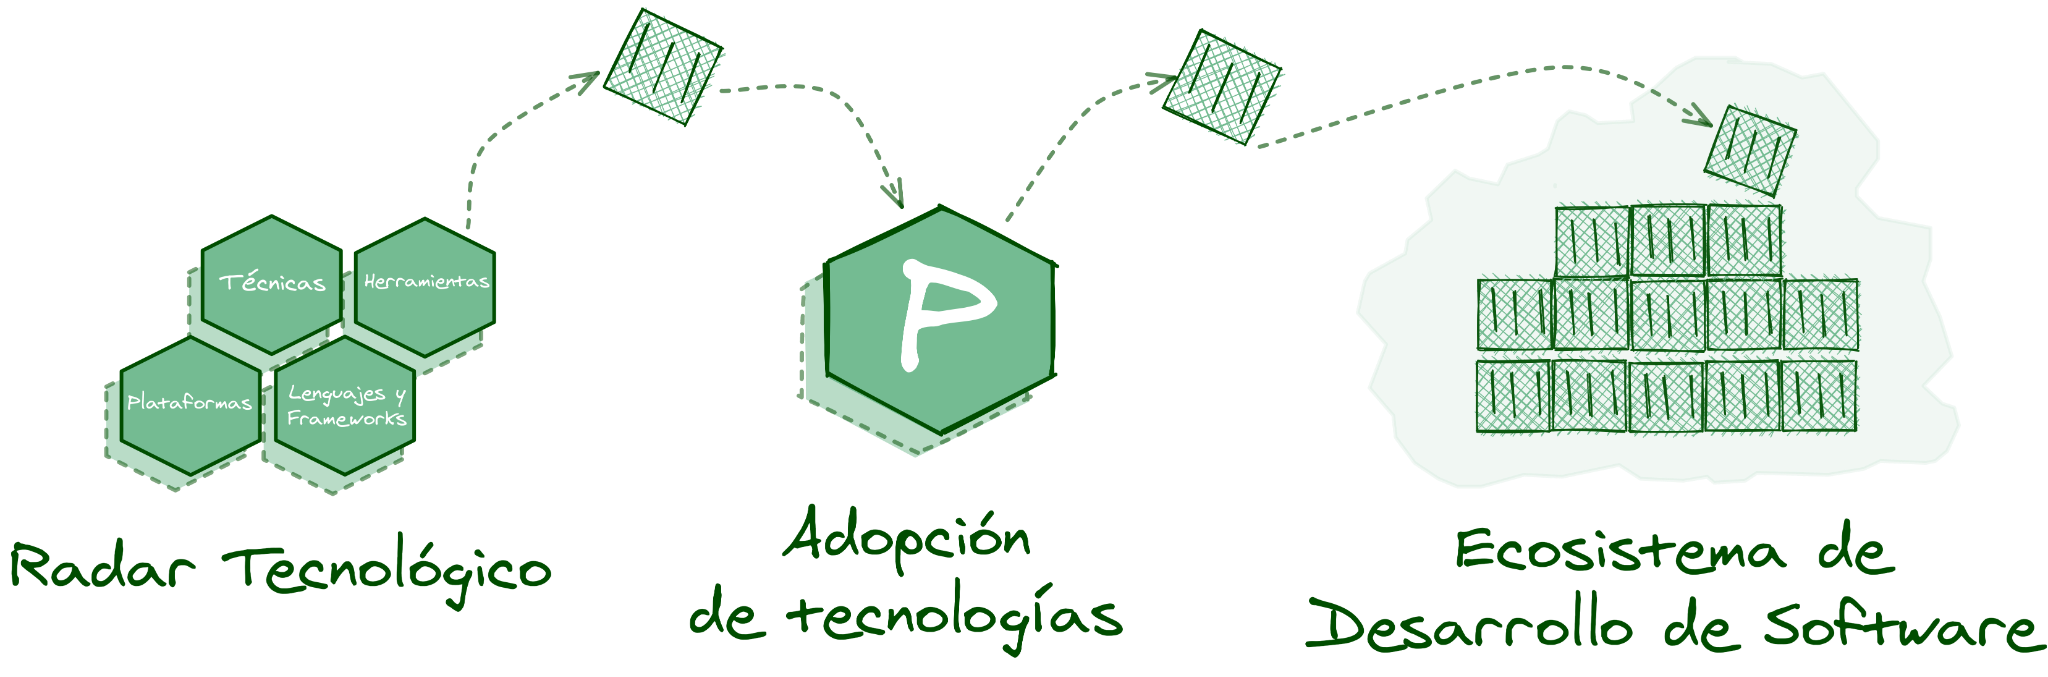 Técnicas
Herramientas
Plataformas
Lenguajes y
Frameworks
P
Radar Tecnológico
Adopción
de tecnologías
Ecosistema de
Desarrollo de Software